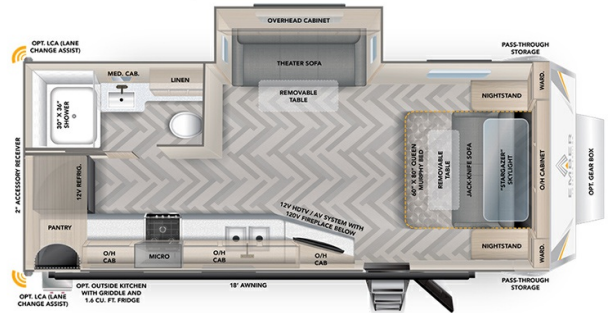 OVERHEAD CABINET
OPT. LCA (LANE
CHANGE ASSIST)
PASS-THROUGH
STORAGE
THEATER SOFA
MED. CAB.
LINEN
REMOVABLE
TABLE
NIGHTSTAND
WARD.
30" X 36"
SHOWER
2" ACCESSORY RECEIVER
12V REFRIG.
60" X 80" QUEEN
MURPHY BED
REMOVABLE
TABLE
JACK-KNIFE SOFA
"STARGAZER"
SKYLIGHT
O/H CABINET
EMBER
OPT. GEAR BOX
12V HDTV / AV SYSTEM WITH
120V FIREPLACE BELOW
PANTRY
O/H
CAB
MICRO
O/H
CAB
O/H
CAB
NIGHTSTAND
WARD.
OPT. LCA (LANE
CHANGE ASSIST)
OPT. OUTSIDE KITCHEN
WITH GRIDDLE AND
1.6 CU. FT. FRIDGE
18' AWNING
PASS-THROUGH
STORAGE